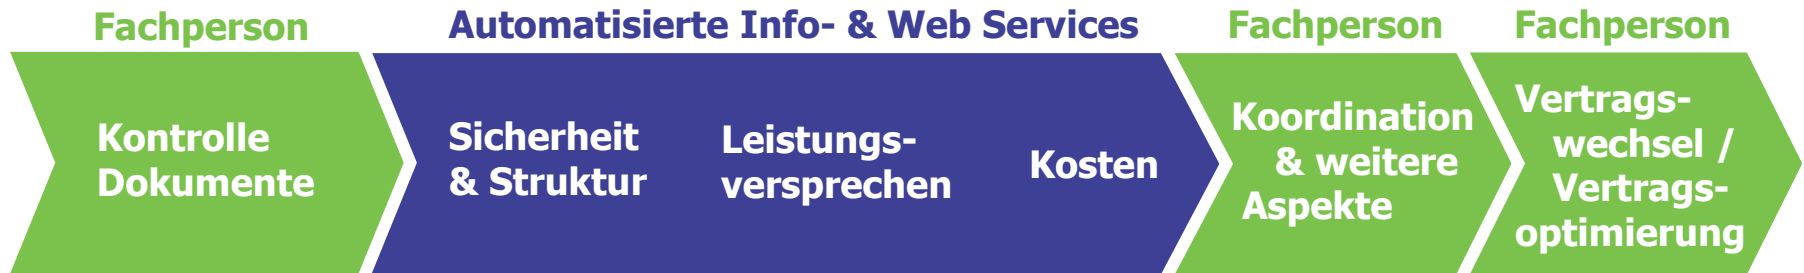 Fachperson
Automatisierte Info- & Web Services
Fachperson
Fachperson
Kontrolle
Dokumente
Sicherheit
& Struktur
Leistungs-
versprechen
Kosten
Koordination
& weitere
Aspekte
Vertrags-
wechsel /
Vertrags-
optimierung